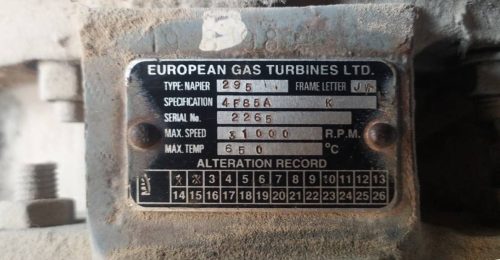 EUROPEAN GAS TURBINES LTD.
TYPE: NAPIER 295 FRAME LETTER
SPECIFICATION 4F85A K
SERIAL No. 2265
MAX. SPEED 31000 R.P.M.
MAX. TEMP 650 °C
ALTERATION RECORD
1 2 3 4 5 6 7 8 9 10 11 12 13
14 15 16 17 18 19 20 21 22 23 24 25 26